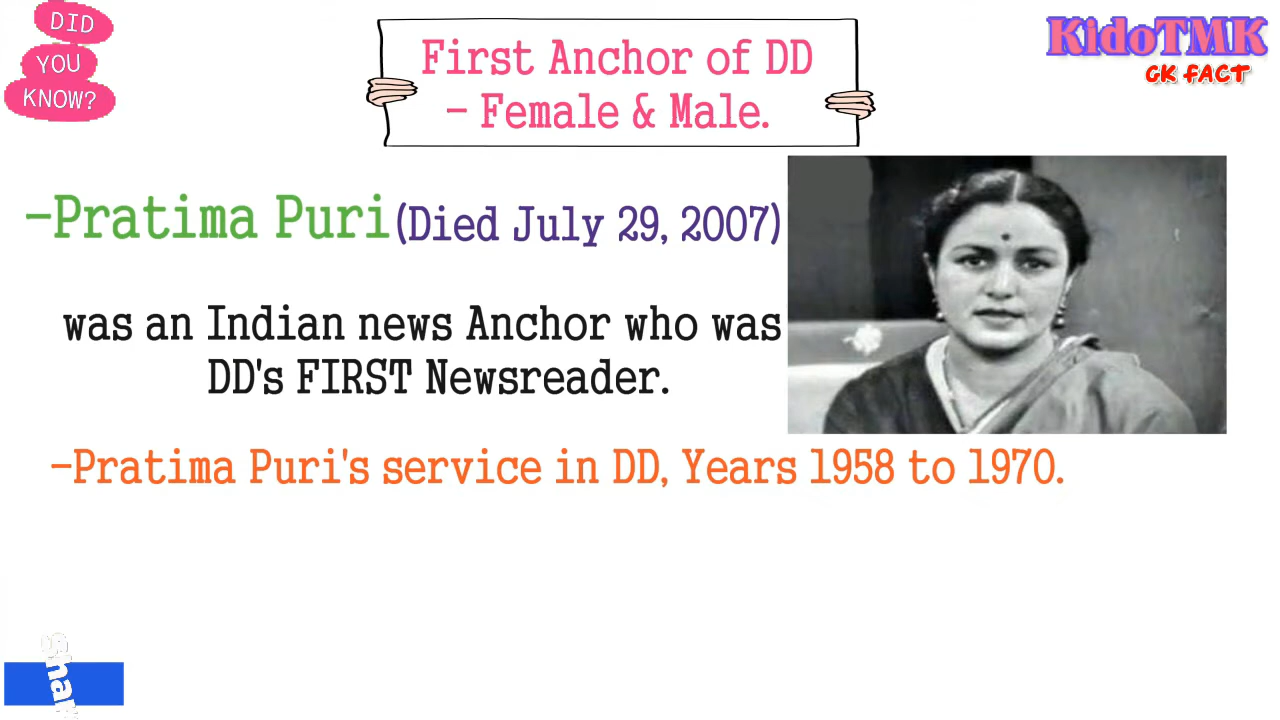 DID
YOU
KNOW?
First Anchor of DD
- Female & Male.
KidoTMK
GK FACT
-Pratima Puri (Died July 29, 2007)
was an Indian news Anchor who was
DD's FIRST Newsreader.
-Pratima Puri's service in DD, Years 1958 to 1970.